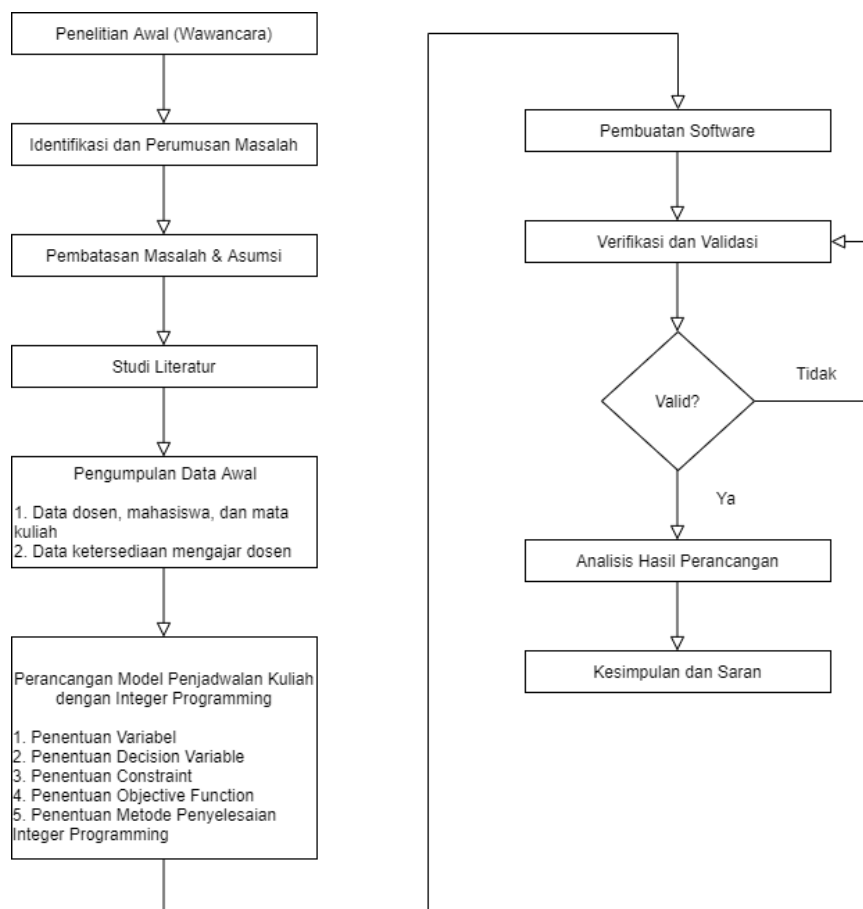 Penelitian Awal (Wawancara)
Identifikasi dan Perumusan Masalah
Pembatasan Masalah & Asumsi
Studi Literatur
Pengumpulan Data Awal
1. Data dosen, mahasiswa, dan mata
kuliah
2. Data ketersediaan mengajar dosen
Perancangan Model Penjadwalan Kuliah
dengan Integer Programming
1. Penentuan Variabel
2. Penentuan Decision Variable
3. Penentuan Constraint
4. Penentuan Objective Function
5. Penentuan Metode Penyelesaian
Integer Programming
Pembuatan Software
Verifikasi dan Validasi
Valid?
Tidak
Ya
Analisis Hasil Perancangan
Kesimpulan dan Saran